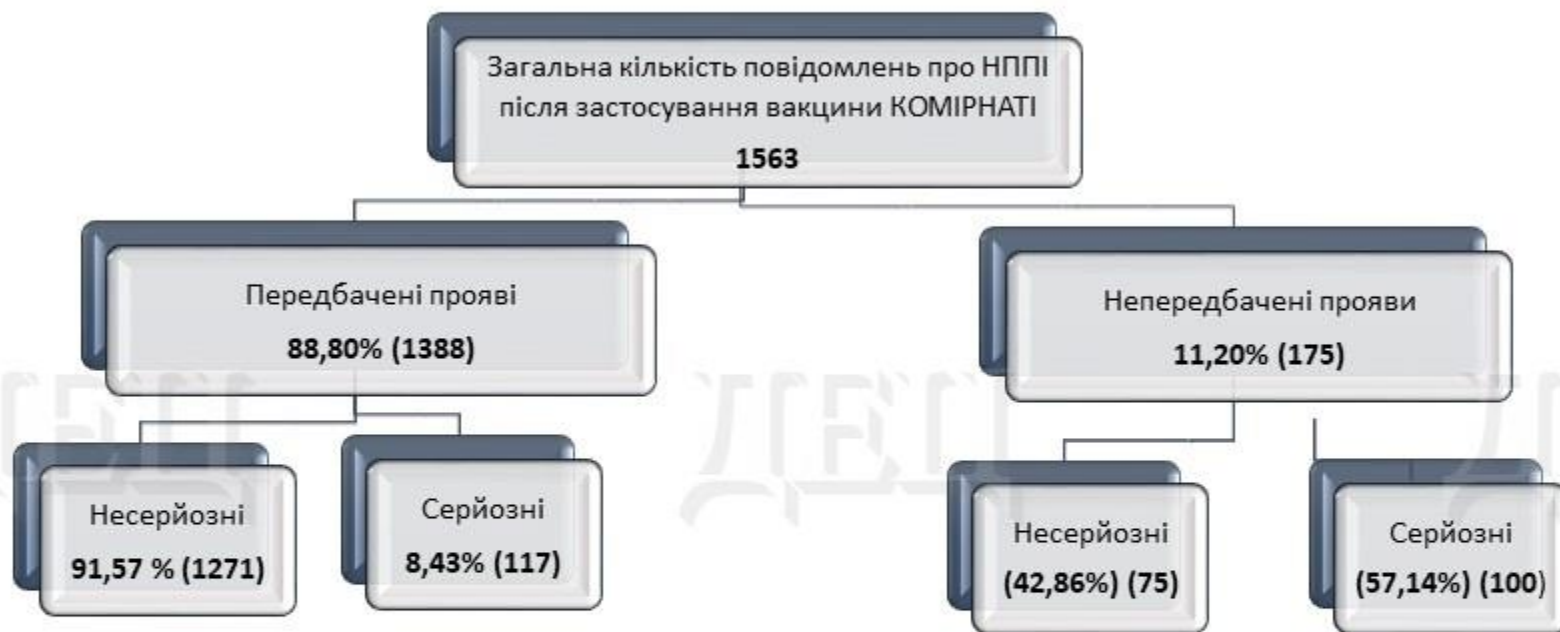 Загальна кількість повідомлень про НППІ
після застосування вакцини КОМІРНАТІ
1563
Передбачені прояві
88,80% (1388)
Непередбачені прояви
11,20% (175)
Несерйозні
91,57 % (1271)
Серйозні
8,43% (117)
Несерйозні
(42,86%) (75)
Серйозні
(57,14%) (100)
ДЕЦ